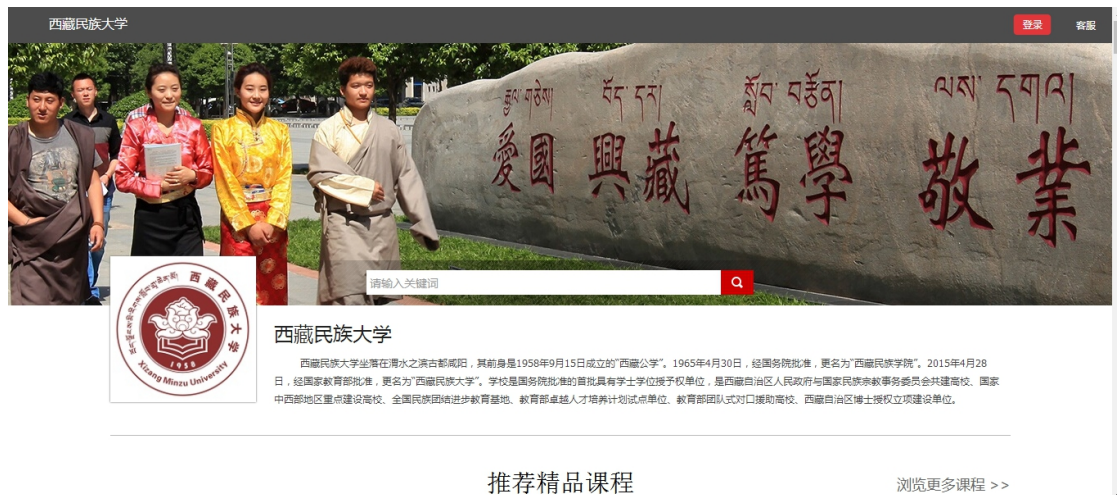 西藏民族大学
登录
客服
རྒྱལ་གཅེས། བོད་དར། སློབ་བརྩོན། ལས་དགའ།
愛國 興藏 篤學 敬業
请输入关键词
西藏民族大学
Xizang Minzu University
1958
西藏民族大学
西藏民族大学坐落在渭水之滨古都咸阳，其前身是1958年9月15日成立的“西藏公学”。1965年4月30日，经国务院批准，更名为“西藏民族学院”。2015年4月28
日，经国家教育部批准，更名为“西藏民族大学”。学校是国务院批准的首批具有学士学位授予权单位，是西藏自治区人民政府与国家民族宗教事务委员会共建高校、国家
中西部地区重点建设高校、全国民族团结进步教育基地、教育部卓越人才培养计划试点单位、教育部团队式对口援助高校、西藏自治区博士授权立项建设单位。
推荐精品课程
浏览更多课程 >>